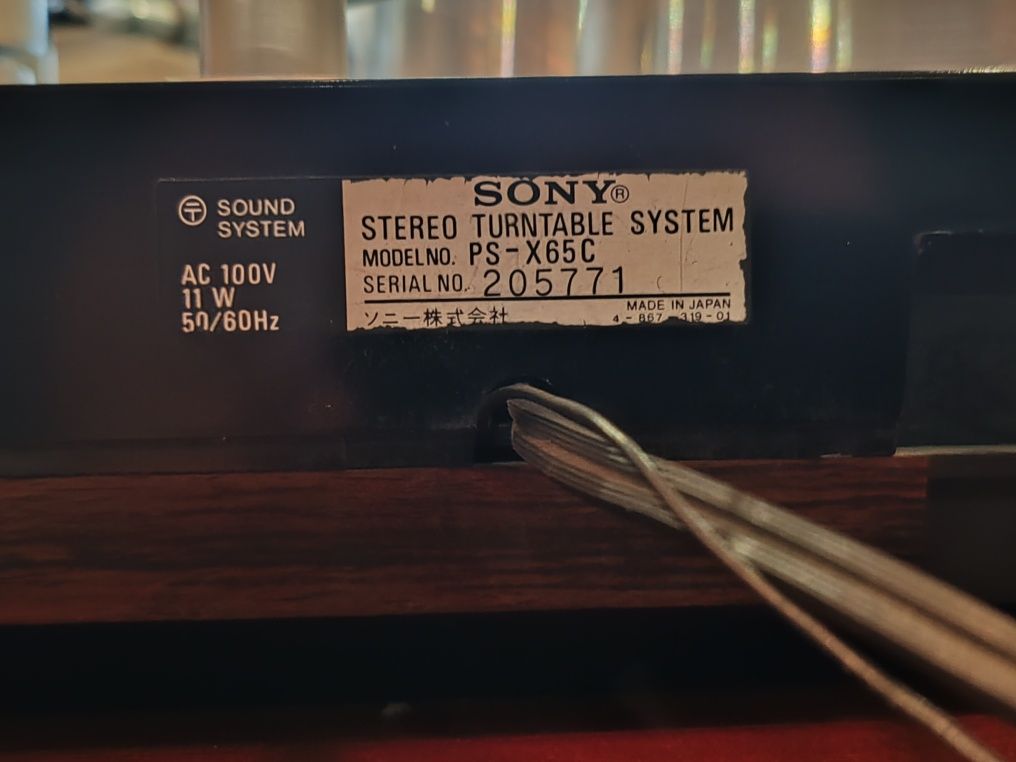 〒 SOUND
SYSTEM
AC 100V
11 W
50/60Hz
SONY®
STEREO TURNTABLE SYSTEM
MODEL NO. PS-X65C
SERIAL NO. 205771
ソニー株式会社
MADE IN JAPAN
4-867-319-01